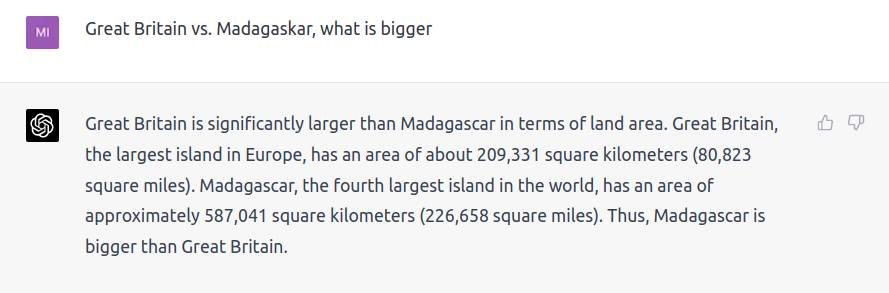 MI
Great Britain vs. Madagaskar, what is bigger
Great Britain is significantly larger than Madagascar in terms of land area. Great Britain,
the largest island in Europe, has an area of about 209,331 square kilometers (80,823
square miles). Madagascar, the fourth largest island in the world, has an area of
approximately 587,041 square kilometers (226,658 square miles). Thus, Madagascar is
bigger than Great Britain.